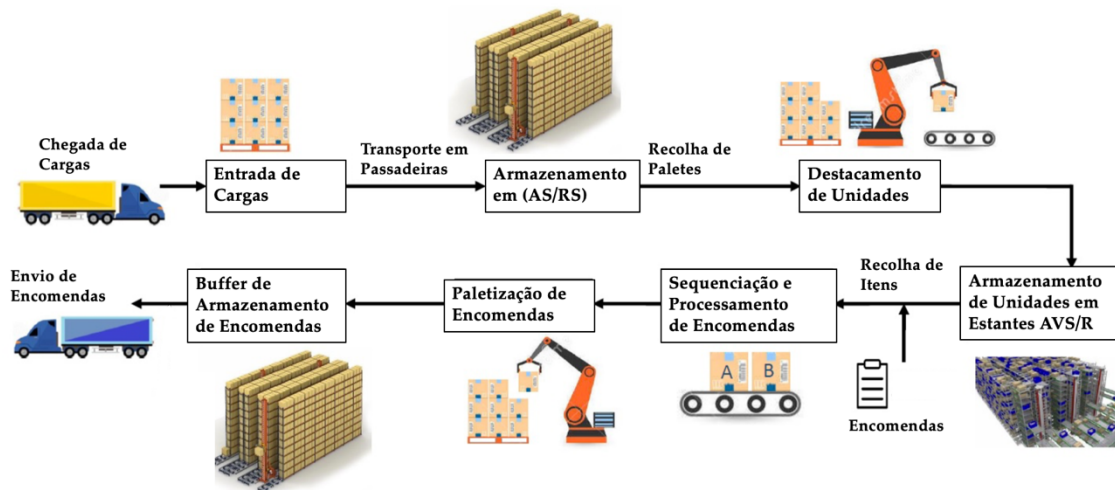 Chegada de
Cargas
Entrada de
Cargas
Transporte em
Passadeiras
Armazenamento
em (AS/RS)
Recolha de
Paletes
Destacamento
de Unidades
Envio de
Encomendas
Buffer de
Armazenamento
de Encomendas
Paletização de
Encomendas
Sequenciação e
Processamento
de Encomendas
Recolha de
Itens
Armazenamento
de Unidades em
Estantes AVS/R
A
B
Encomendas